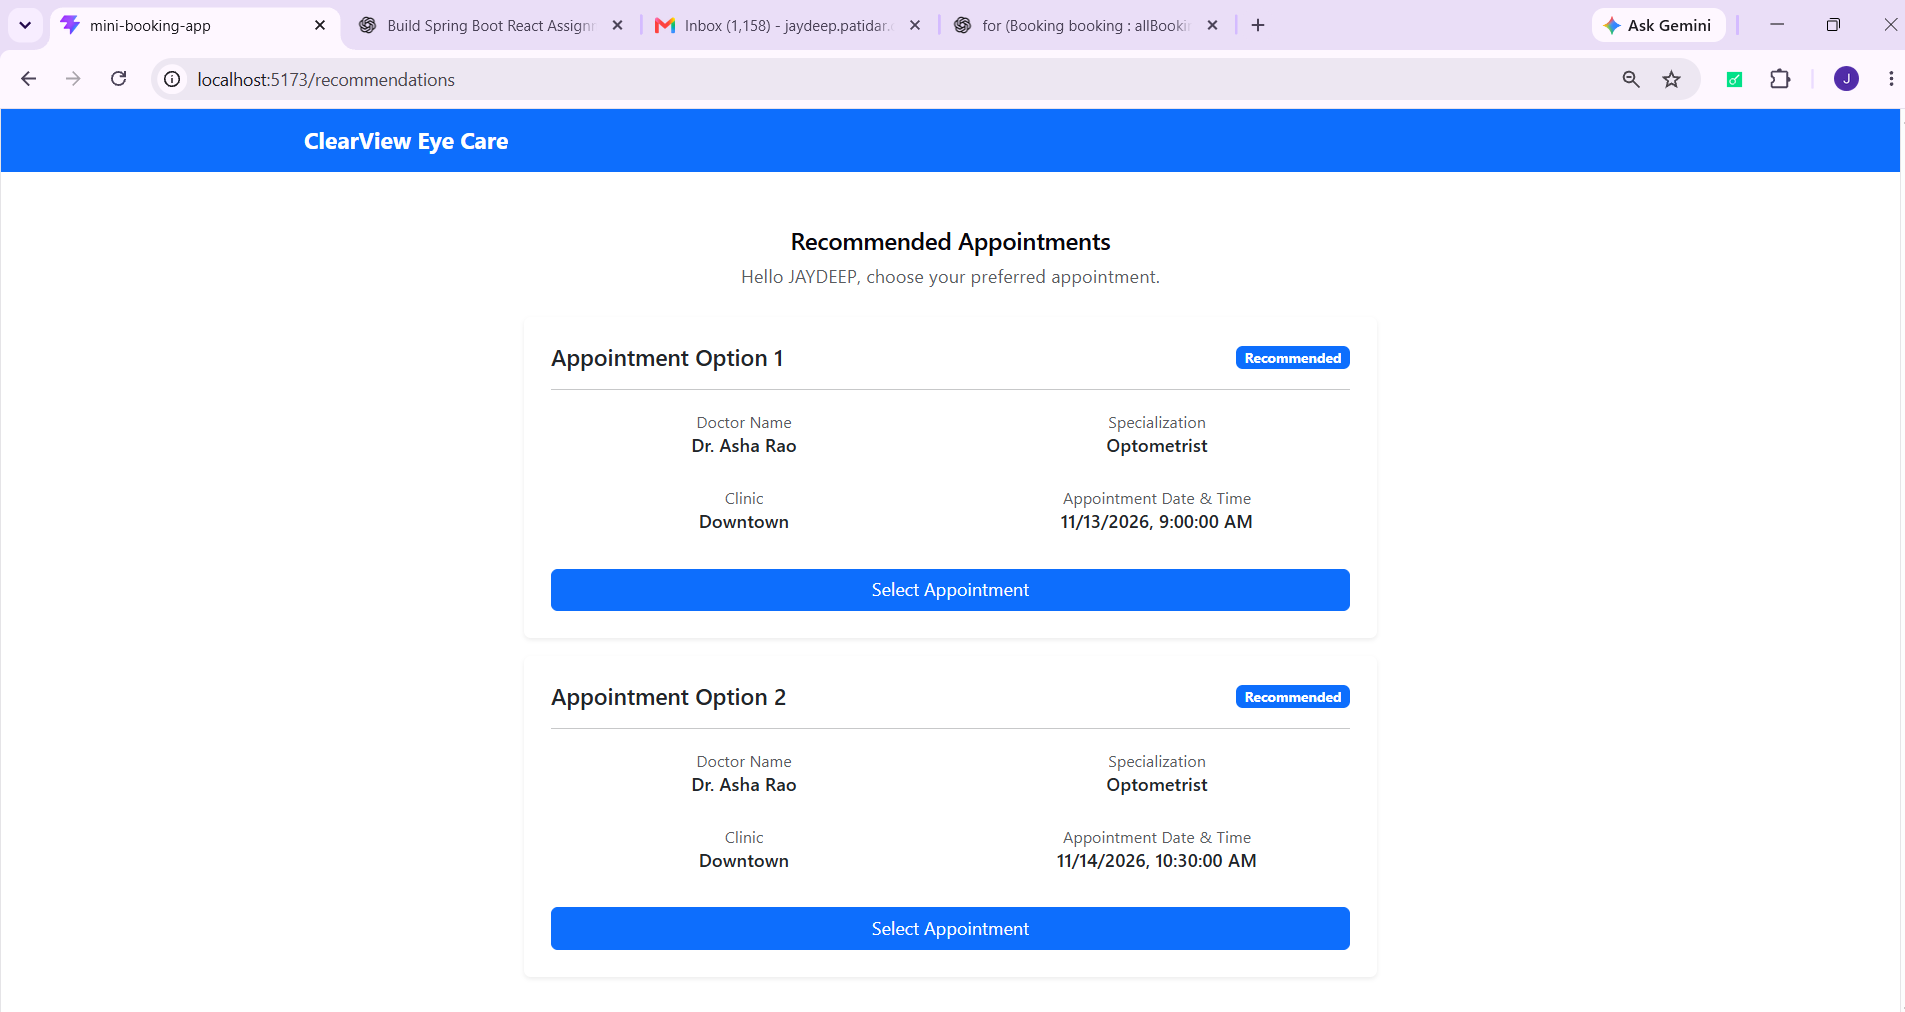 mini-booking-app
Build Spring Boot React Assignm
Inbox (1,158) - jaydeep.patidar.
for (Booking booking : allBookin
Ask Gemini
localhost:5173/recommendations
J
ClearView Eye Care
Recommended Appointments
Hello JAYDEEP, choose your preferred appointment.
Appointment Option 1
Recommended
Doctor Name
Specialization
Dr. Asha Rao
Optometrist
Clinic
Appointment Date & Time
Downtown
11/13/2026, 9:00:00 AM
Select Appointment
Appointment Option 2
Recommended
Doctor Name
Specialization
Dr. Asha Rao
Optometrist
Clinic
Appointment Date & Time
Downtown
11/14/2026, 10:30:00 AM
Select Appointment